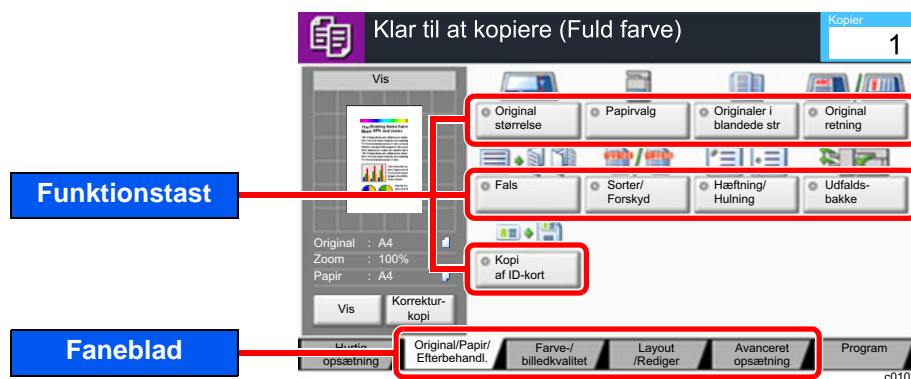 Klar til at kopiere (Fuld farve)
Kopier
1
Vis
Original størrelse
Papirvalg
Originaler i blandede str
Original retning
Funktionstast
Fals
Sorter/ Forskyd
Hæftning/ Hulning
Udfalds- bakke
Original : A4
Zoom : 100%
Papir : A4
Kopi af ID-kort
Vis
Korrektur- kopi
Faneblad
Hurtig opsætning
Original/Papir/ Efterbehandl.
Farve-/ billedkvalitet
Layout /Rediger
Avanceret opsætning
Program